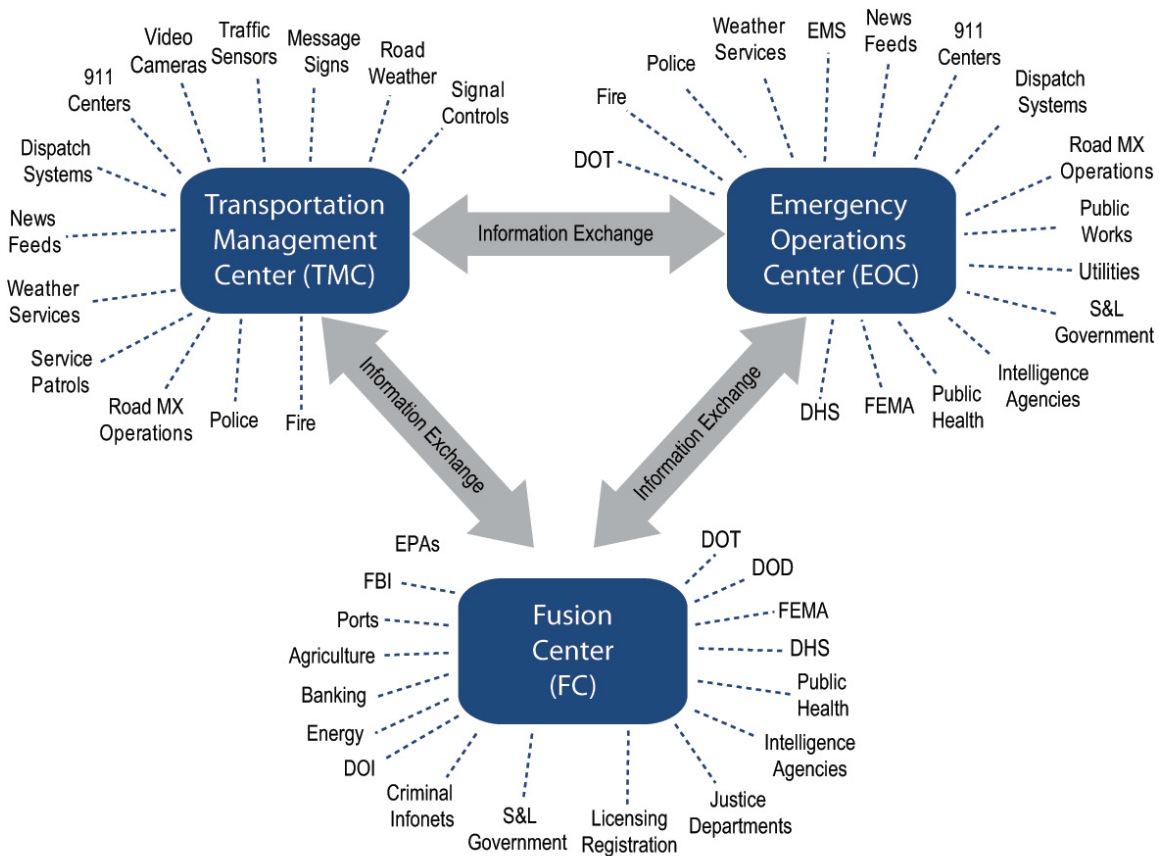 911
Centers
Video
Cameras
Traffic
Sensors
Message
Signs
Road
Weather
Signal
Controls
Dispatch
Systems
News
Feeds
Weather
Services
Service
Patrols
Road MX
Operations
Police
Fire
Transportation
Management
Center (TMC)
Information Exchange
DOT
Fire
Police
Weather
Services
EMS
News
Feeds
911
Centers
Dispatch
Systems
Road MX
Operations
Public
Works
Utilities
S&L
Government
Intelligence
Agencies
Public
Health
FEMA
DHS
Emergency
Operations
Center (EOC)
Information Exchange
Information Exchange
EPAs
FBI
Ports
Agriculture
Banking
Energy
DOI
Criminal
Infonets
S&L
Government
Licensing
Registration
Justice
Departments
Intelligence
Agencies
Public
Health
DHS
FEMA
DOD
DOT
Fusion
Center
(FC)